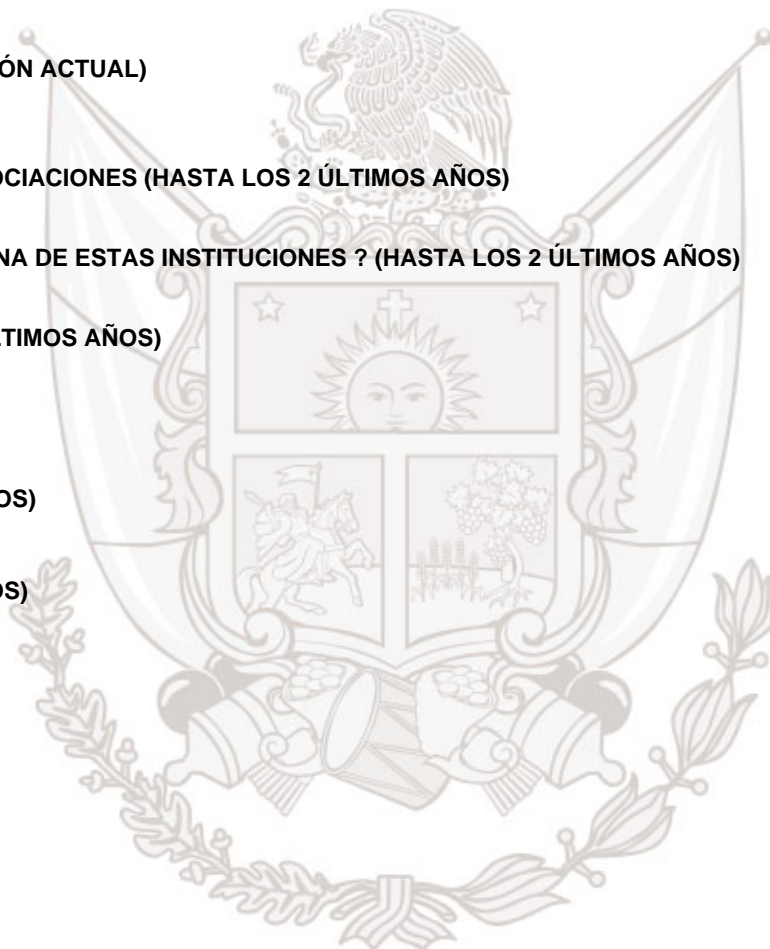 ÓN ACTUAL)
OCIACIONES (HASTA LOS 2 ÚLTIMOS AÑOS)
NA DE ESTAS INSTITUCIONES ? (HASTA LOS 2 ÚLTIMOS AÑOS)
LTIMOS AÑOS)
OS)
OS)